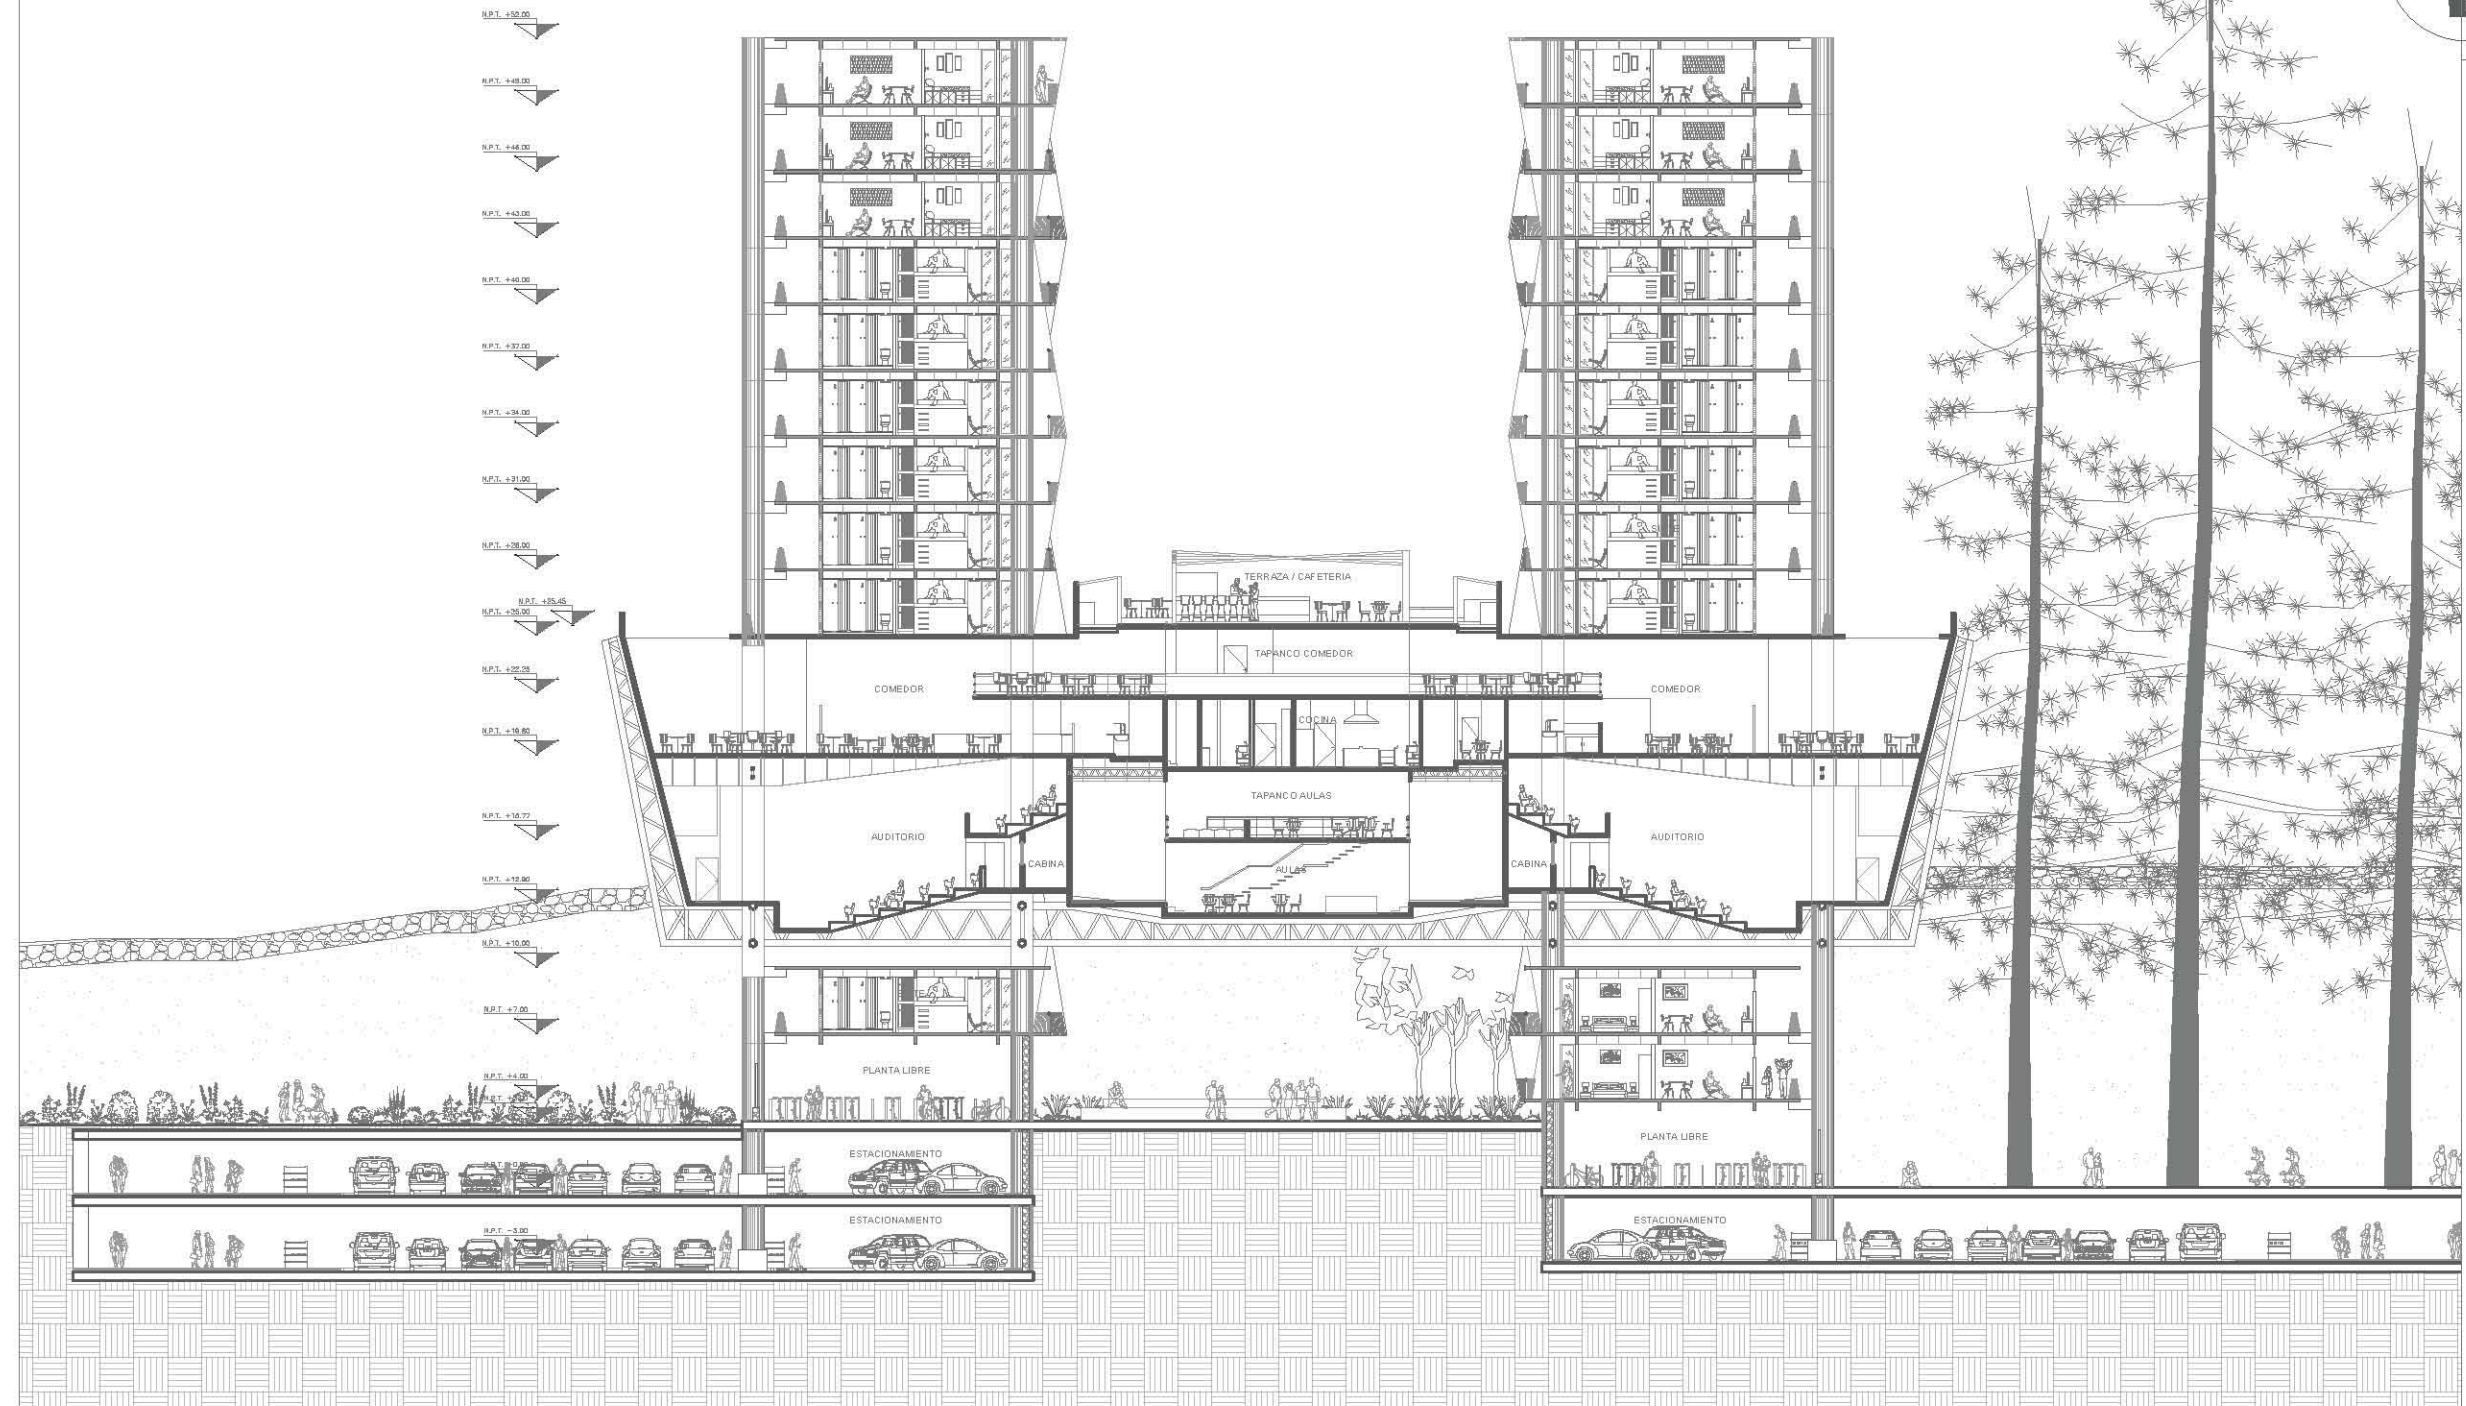 N.P.T. +52.00
N.P.T. +49.00
N.P.T. +46.00
N.P.T. +43.00
N.P.T. +40.00
N.P.T. +37.00
N.P.T. +34.00
N.P.T. +31.00
N.P.T. +28.00
TERRAZA / CAFETERIA
N.P.T. +25.45
N.P.T. +25.00
TAPANCO COMEDOR
N.P.T. +22.25
COMEDOR
COMEDOR
COCINA
N.P.T. +19.60
TAPANCO AULAS
N.P.T. +16.77
AUDITORIO
AUDITORIO
CABINA
AULAS
CABINA
N.P.T. +12.90
N.P.T. +10.00
N.P.T. +7.00
PLANTA LIBRE
N.P.T. +4.00
PLANTA LIBRE
ESTACIONAMIENTO
ESTACIONAMIENTO
ESTACIONAMIENTO
N.P.T. -3.00